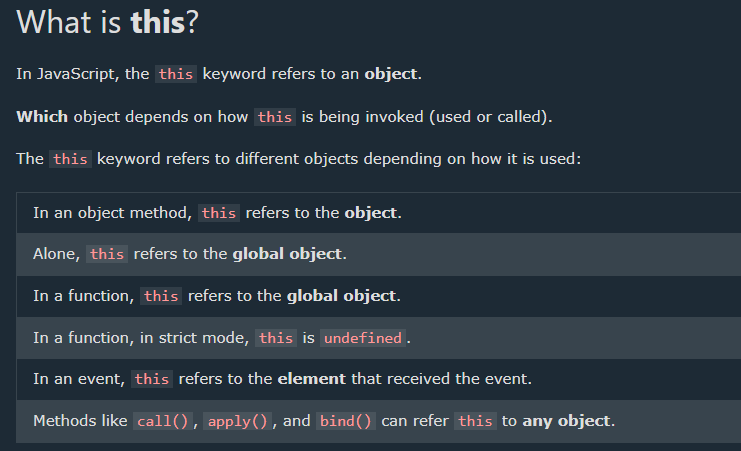 What is this?
In JavaScript, the this keyword refers to an object.
Which object depends on how this is being invoked (used or called).
The this keyword refers to different objects depending on how it is used:
In an object method, this refers to the object.
Alone, this refers to the global object.
In a function, this refers to the global object.
In a function, in strict mode, this is undefined.
In an event, this refers to the element that received the event.
Methods like call(), apply(), and bind() can refer this to any object.